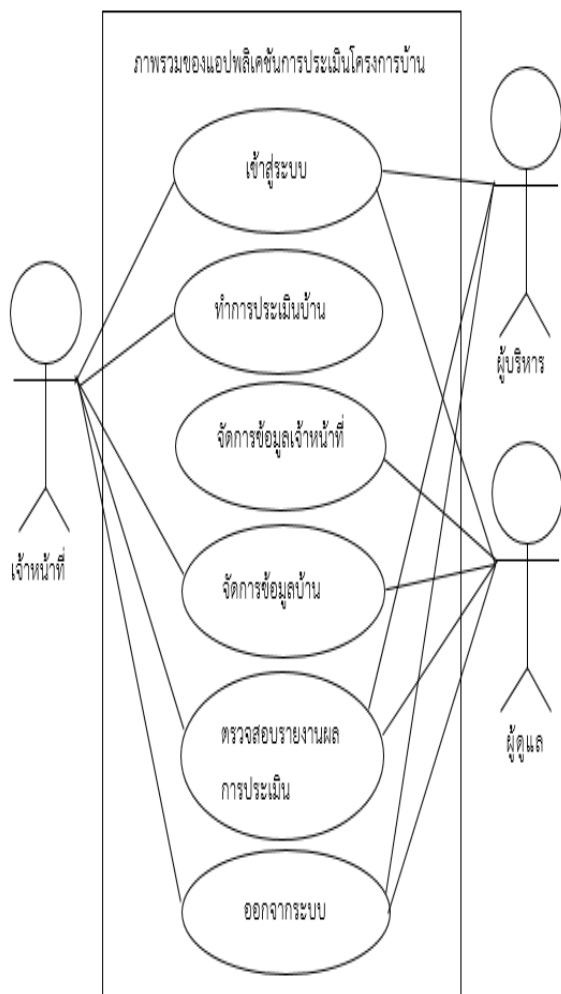 ภาพรวมของแอปพลิเคชันการประเมินโครงการบ้าน
เข้าสู่ระบบ
ทำการประเมินบ้าน
ผู้บริหาร
จัดการข้อมูลเจ้าหน้าที่
เจ้าหน้าที่
จัดการข้อมูลบ้าน
ตรวจสอบรายงานผล
การประเมิน
ผู้ดูแล
ออกจากระบบ